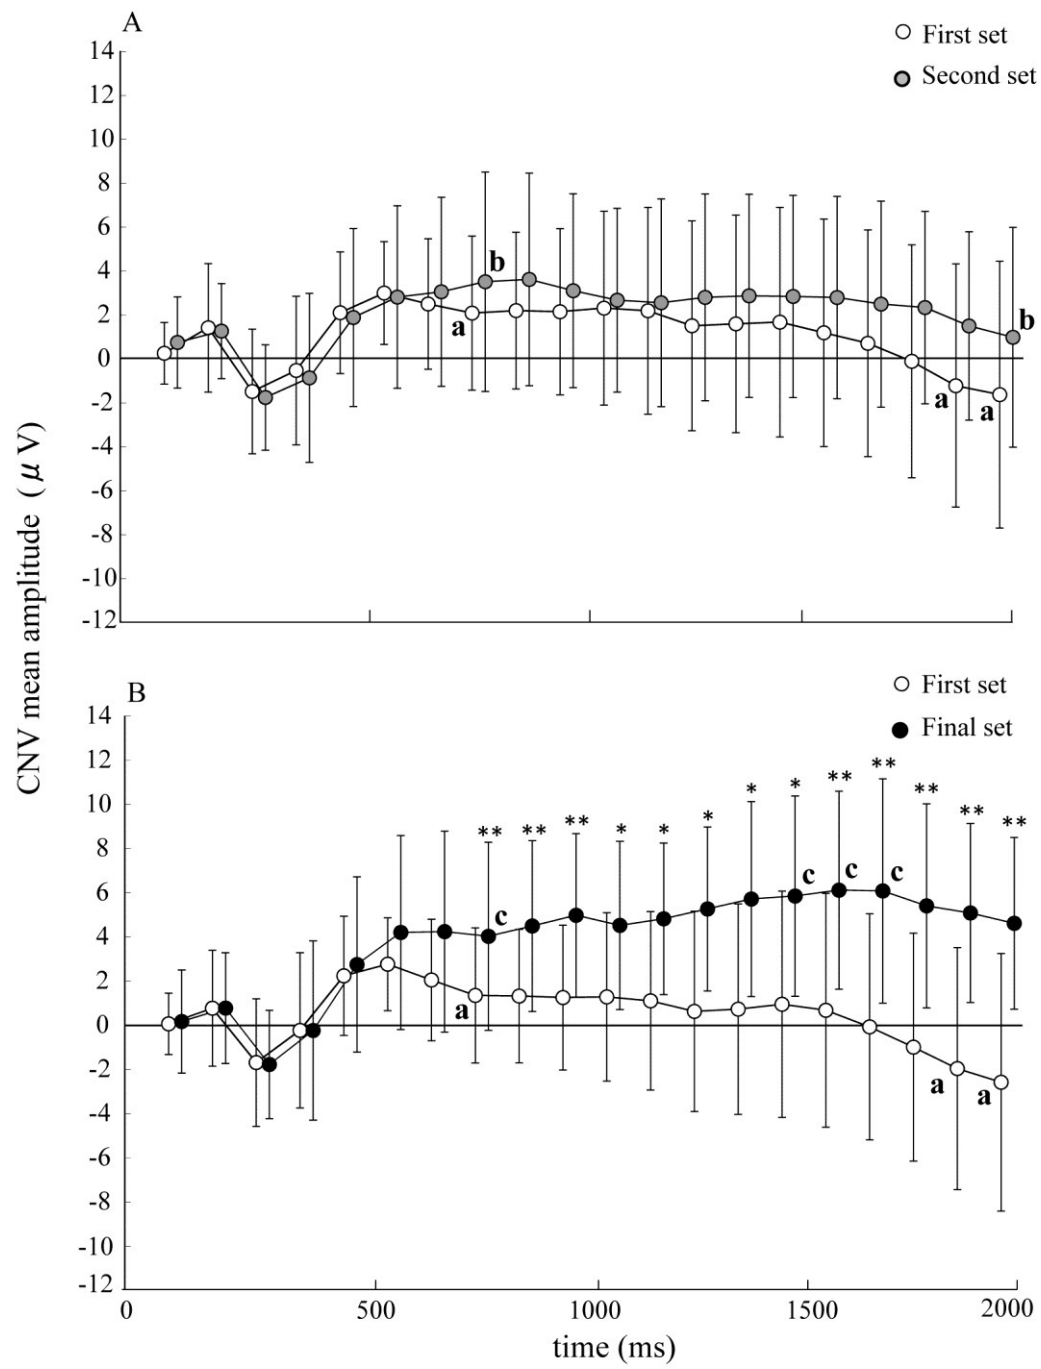 A
First set
Second set
14
12
10
8
6
4
2
0
-2
-4
-6
-8
-10
-12
b
a
b
a
a
CNV mean amplitude (μV)
B
First set
Final set
14
12
10
8
6
4
2
0
-2
-4
-6
-8
-10
-12
** ** ** * * * * * ** ** ** ** **
c
c
c
c
a
a
a
0 500 1000 1500 2000
time (ms)